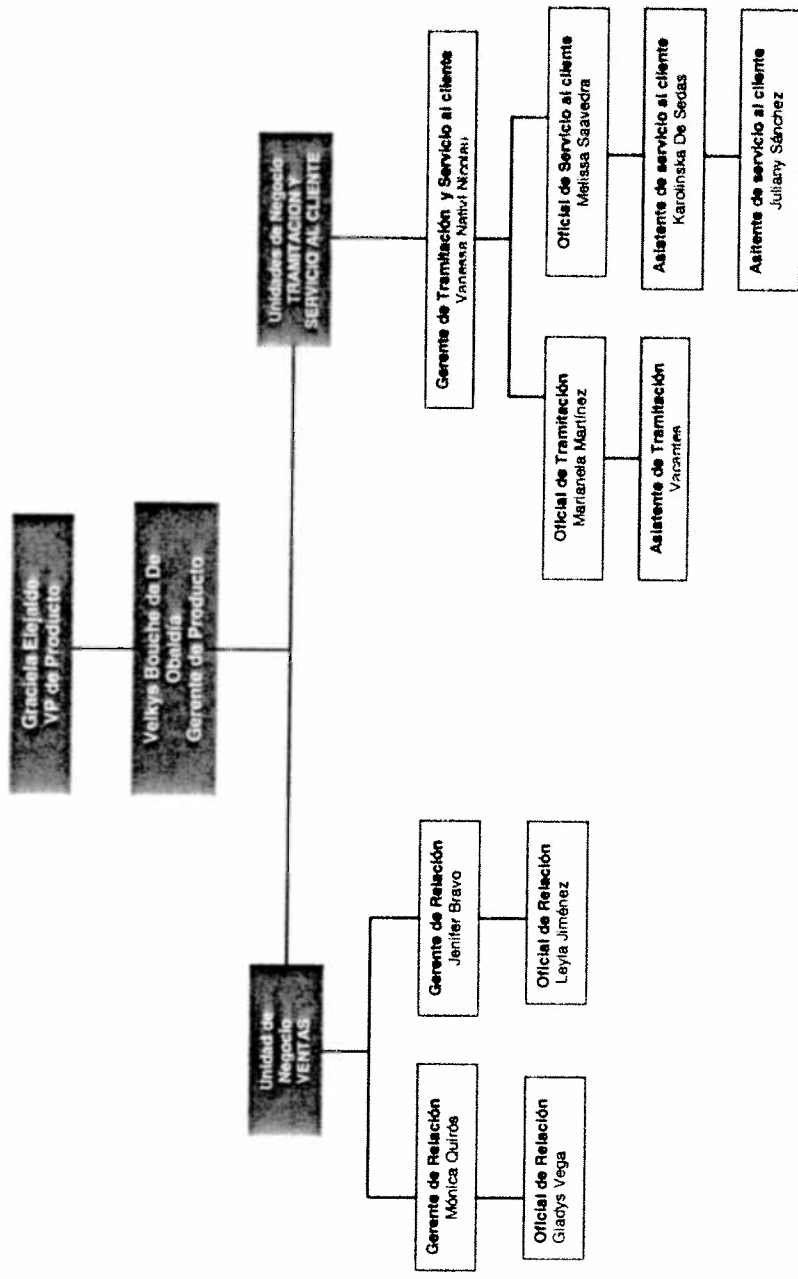 Graciela Elejalde
VP de Producto
Velkys Bouche de De
Obaldía
Gerente de Producto
Unidad de
Negocio
VENTAS
Unidades de Negocio
TRAMITACION Y
SERVICIO AL CLIENTE
Gerente de Relación
Mónica Quirós
Gerente de Relación
Jenifer Bravo
Oficial de Relación
Gladys Vega
Oficial de Relación
Leyla Jiménez
Gerente de Tramitación y Servicio al cliente
Vanessa Nativi Nicolau
Oficial de Tramitación
Marianela Martínez
Oficial de Servicio al cliente
Melissa Saavedra
Asistente de Tramitación
Vacantes
Asistente de servicio al cliente
Karolinska De Sedas
Asitente de servicio al cliente
Juliany Sánchez